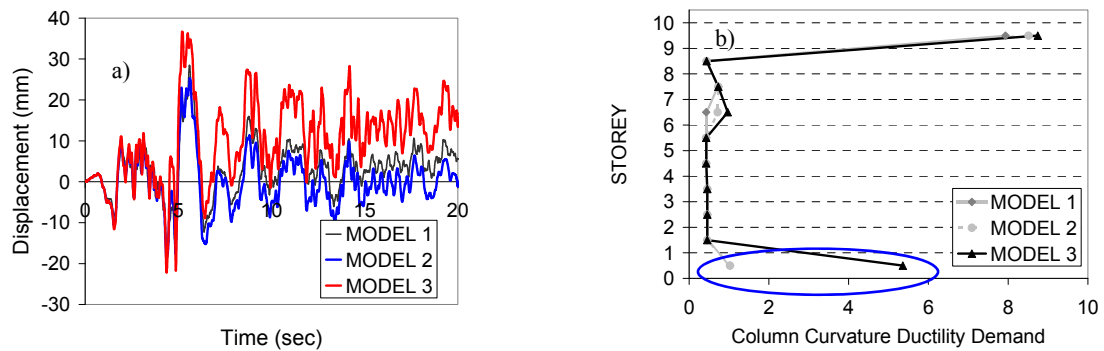 a)
Displacement (mm)
40
30
20
10
0
-10
-20
-30
0
5
10
15
20
MODEL 1
MODEL 2
MODEL 3
Time (sec)
b)
STOREY
10
9
8
7
6
5
4
3
2
1
0
MODEL 1
MODEL 2
MODEL 3
0
2
4
6
8
10
Column Curvature Ductility Demand